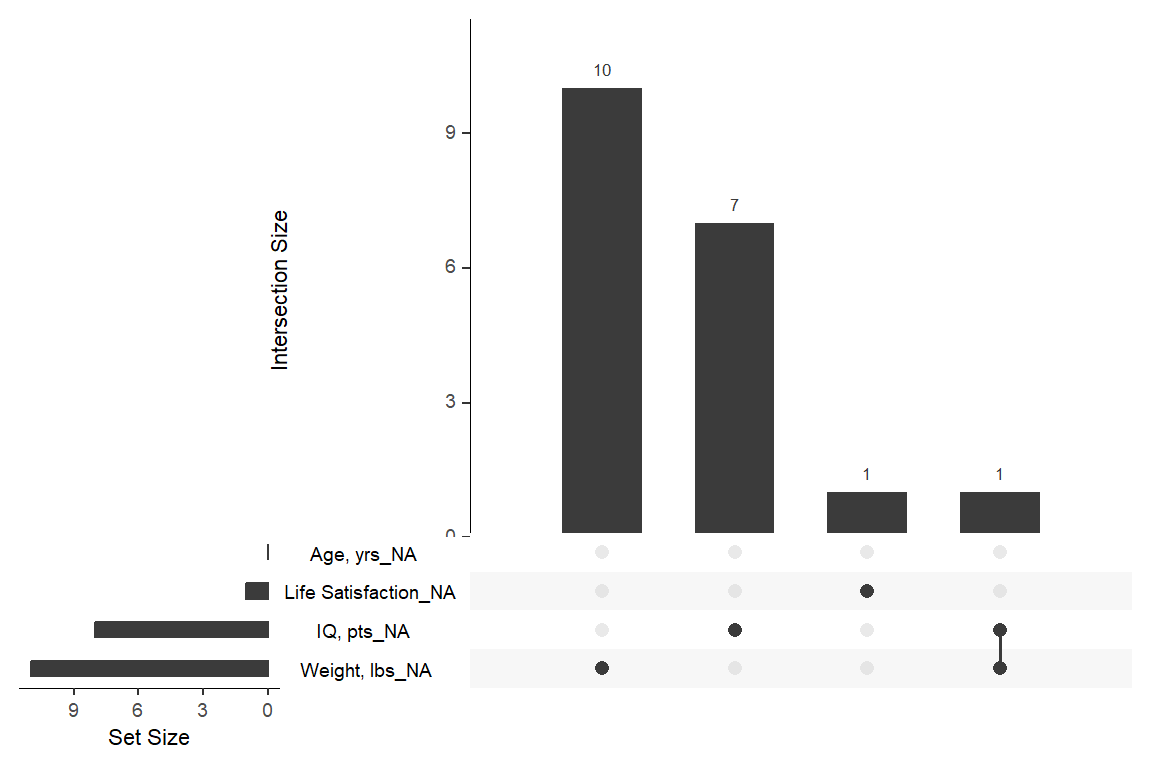 10
7
1
1
9
6
3
0
Intersection Size
Age, yrs_NA
Life Satisfaction_NA
IQ, pts_NA
Weight, lbs_NA
9 6 3 0
Set Size